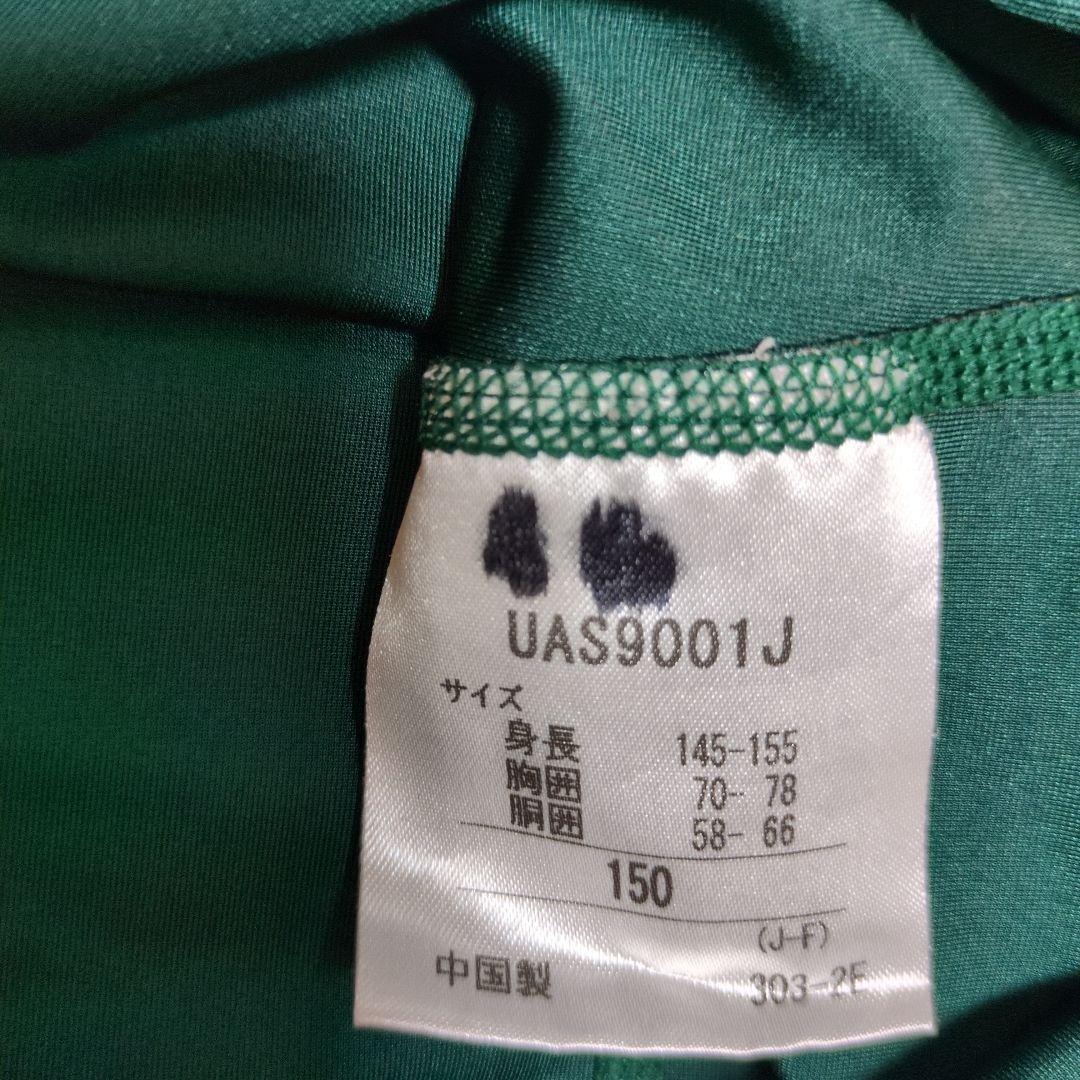 UAS9001J
サイズ
身長 145-155
胸囲 70- 78
胴囲 58- 66
150
(J-F)
中国製 303-2E